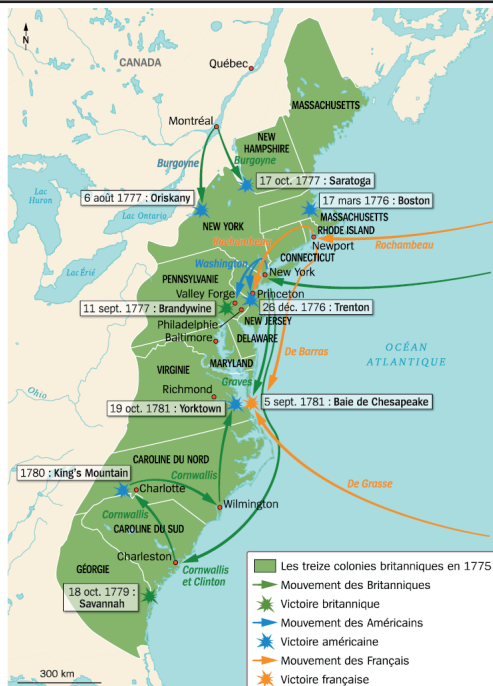 N
CANADA
Québec
MASSACHUSETTS
Montréal
NEW
HAMPSHIRE
Burgoyne
Burgoyne
17 oct. 1777 : Saratoga
6 août 1777 : Oriskany
17 mars 1776 : Boston
Lac
Huron
Lac Ontario
NEW YORK
MASSACHUSETTS
RHODE ISLAND
Newport
Rochambeau
Rochambeau
CONNECTICUT
Washington
New York
Lac Érié
PENNSYLVANIE
Valley Forge
Princeton
11 sept. 1777 : Brandywine
26 déc. 1776 : Trenton
Philadelphie
NEW JERSEY
Baltimore
DELAWARE
MARYLAND
De Barras
OCÉAN
ATLANTIQUE
VIRGINIE
Graves
Ohio
Richmond
19 oct. 1781 : Yorktown
5 sept. 1781 : Baie de Chesapeake
CAROLINE DU NORD
1780 : King's Mountain
Cornwallis
De Grasse
Charlotte
Wilmington
Cornwallis
CAROLINE DU SUD
Charleston
GÉORGIE
Cornwallis
et Clinton
18 oct. 1779 :
Savannah
300 km
Les treize colonies britanniques en 1775
Mouvement des Britanniques
Victoire britannique
Mouvement des Américains
Victoire américaine
Mouvement des Français
Victoire française